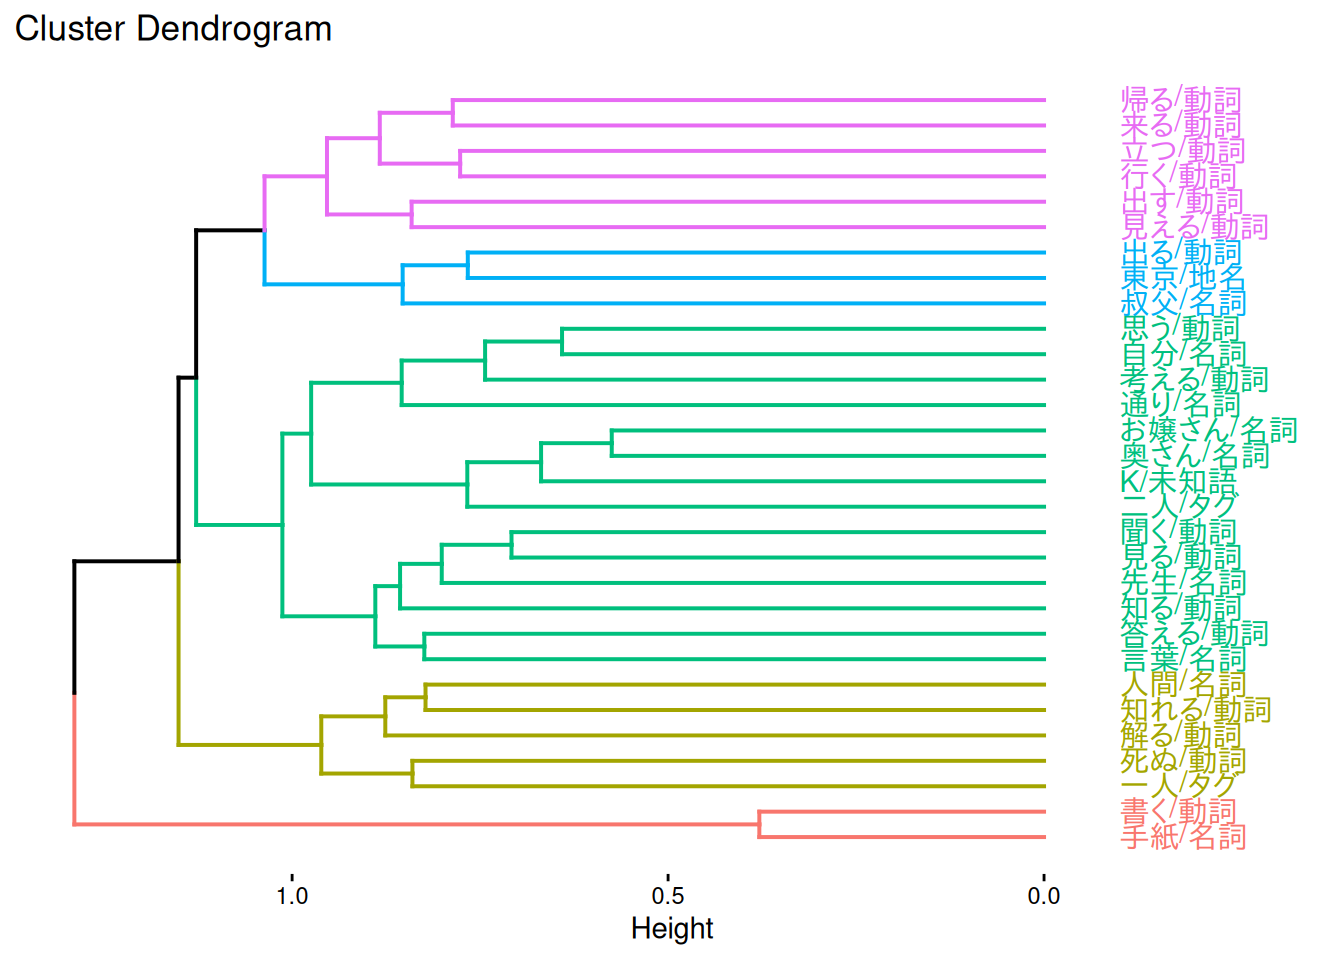 Cluster Dendrogram
帰る/動詞
来る/動詞
立つ/動詞
行く/動詞
出す/動詞
見える/動詞
出る/動詞
東京/地名
叔父/名詞
思う/動詞
自分/名詞
考える/動詞
通り/名詞
お嬢さん/名詞
奥さん/名詞
K/未知語
二人/タグ
聞く/動詞
見る/動詞
先生/名詞
知る/動詞
答える/動詞
言葉/名詞
人間/名詞
知れる/動詞
解る/動詞
死ぬ/動詞
一人/タグ
書く/動詞
手紙/名詞
1.0 0.5 0.0
Height